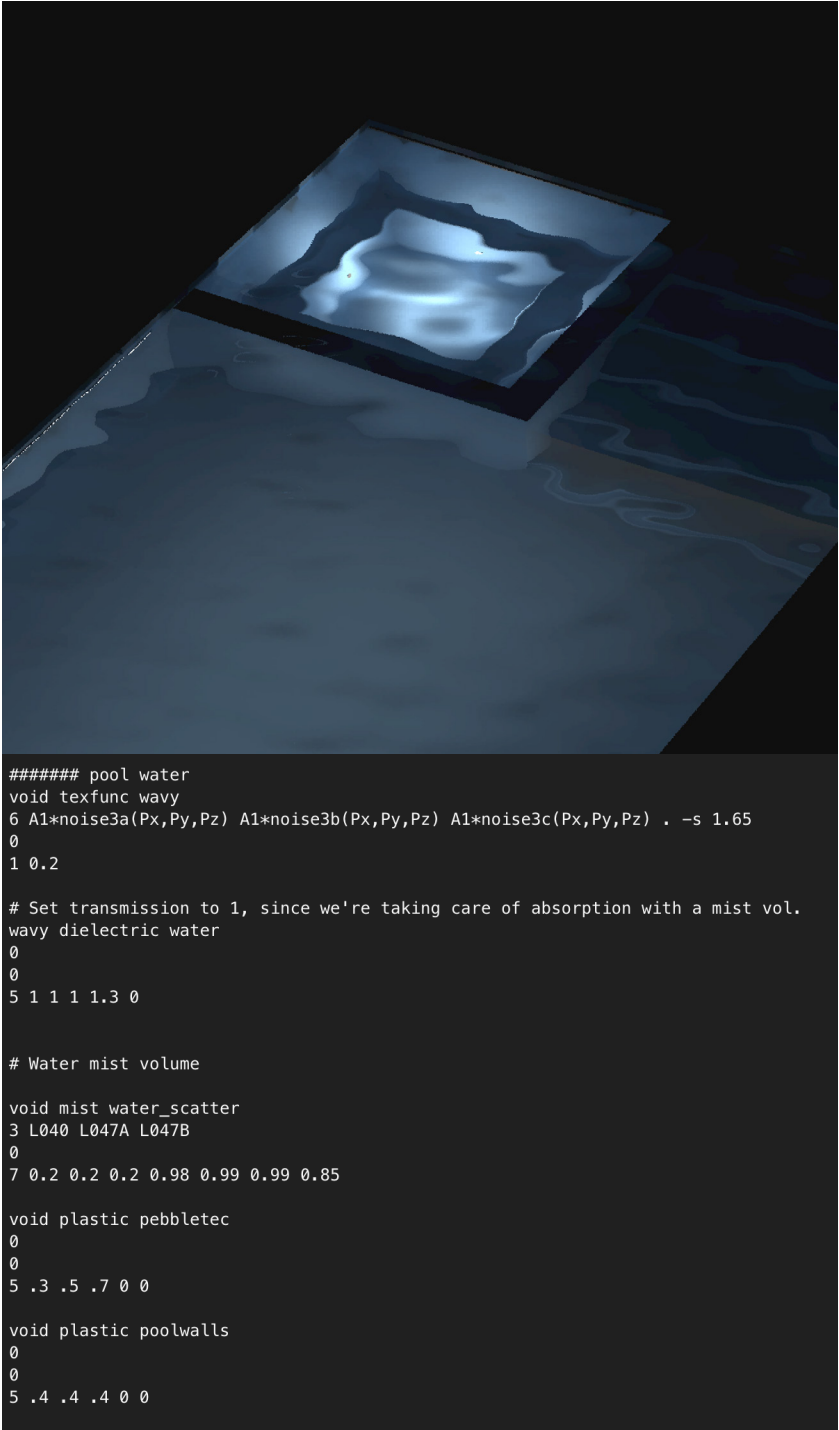 ####### pool water
void texfunc wavy
6 A1*noise3a(Px,Py,Pz) A1*noise3b(Px,Py,Pz) A1*noise3c(Px,Py,Pz) . -s 1.65
0
1 0.2
# Set transmission to 1, since we're taking care of absorption with a mist vol.
wavy dielectric water
0
0
5 1 1 1 1.3 0
# Water mist volume
void mist water_scatter
3 L040 L047A L047B
0
7 0.2 0.2 0.2 0.98 0.99 0.99 0.85
void plastic pebbletec
0
0
5 .3 .5 .7 0 0
void plastic poolwalls
0
0
5 .4 .4 .4 0 0